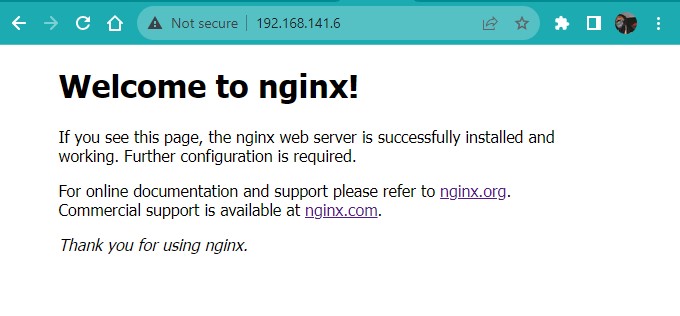 Not secure | 192.168.141.6
Welcome to nginx!
If you see this page, the nginx web server is successfully installed and
working. Further configuration is required.
For online documentation and support please refer to nginx.org.
Commercial support is available at nginx.com.
Thank you for using nginx.